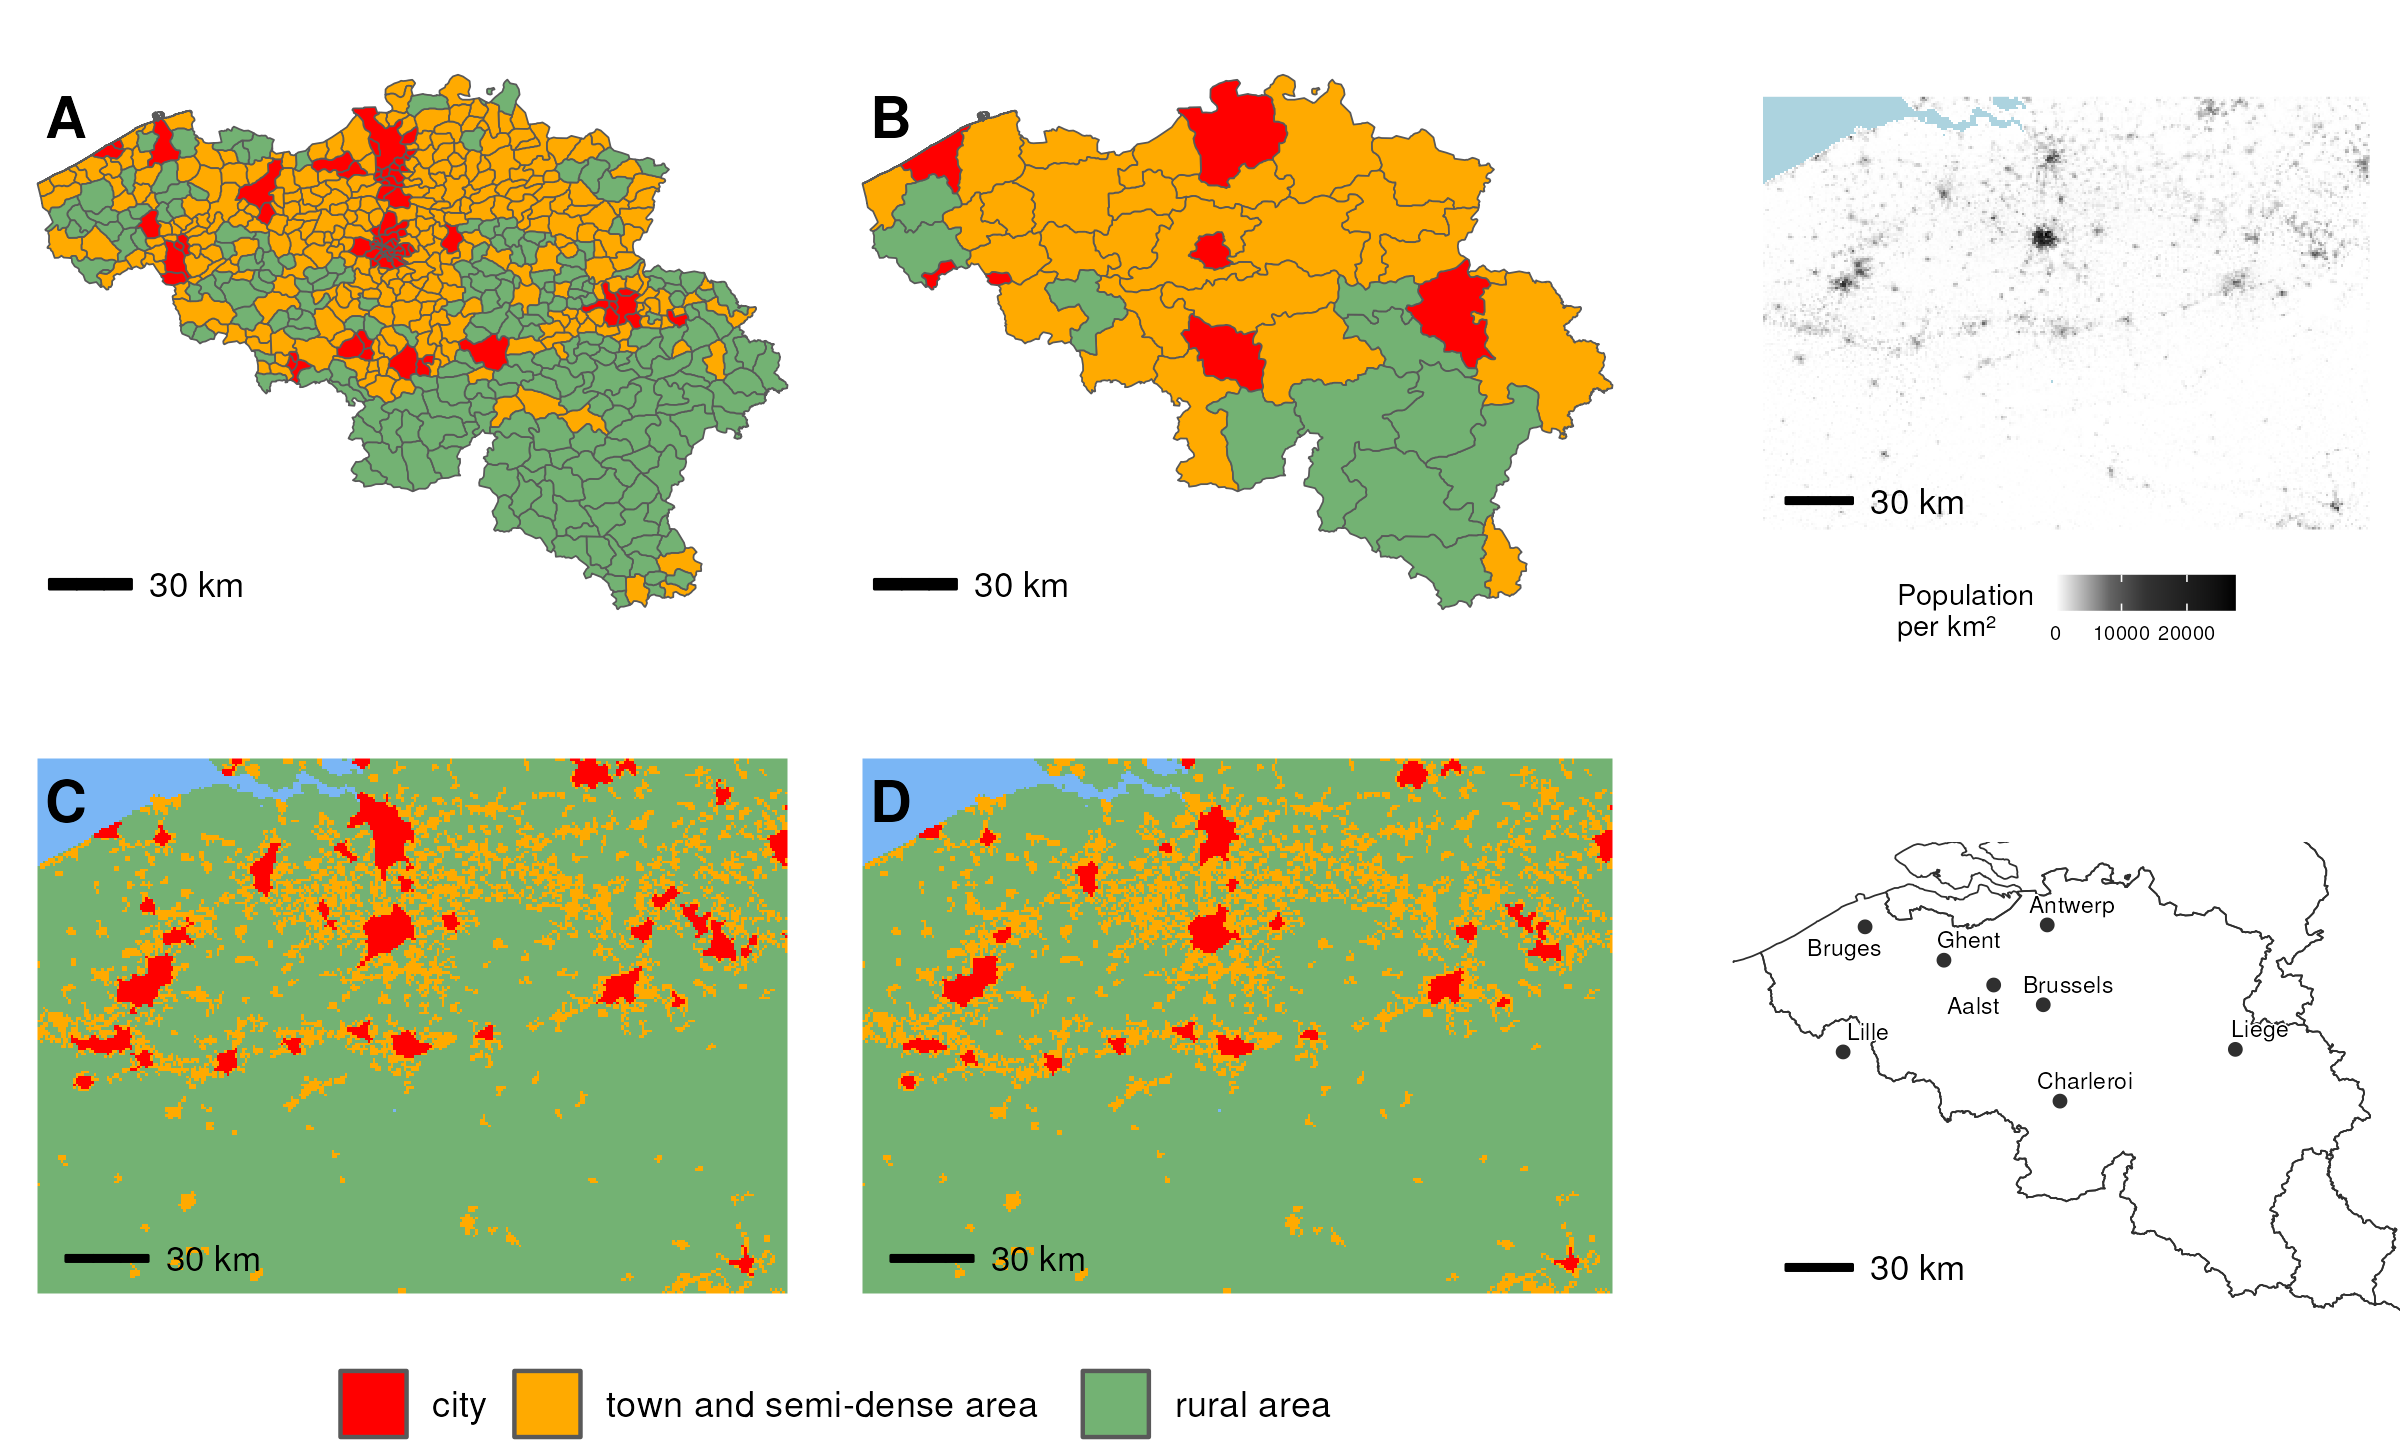 A
30 km
B
30 km
30 km
Population
per km²
0 10000 20000
C
30 km
D
30 km
Antwerp
Bruges
Ghent
Aalst
Brussels
Lille
Liege
Charleroi
30 km
city
town and semi-dense area
rural area